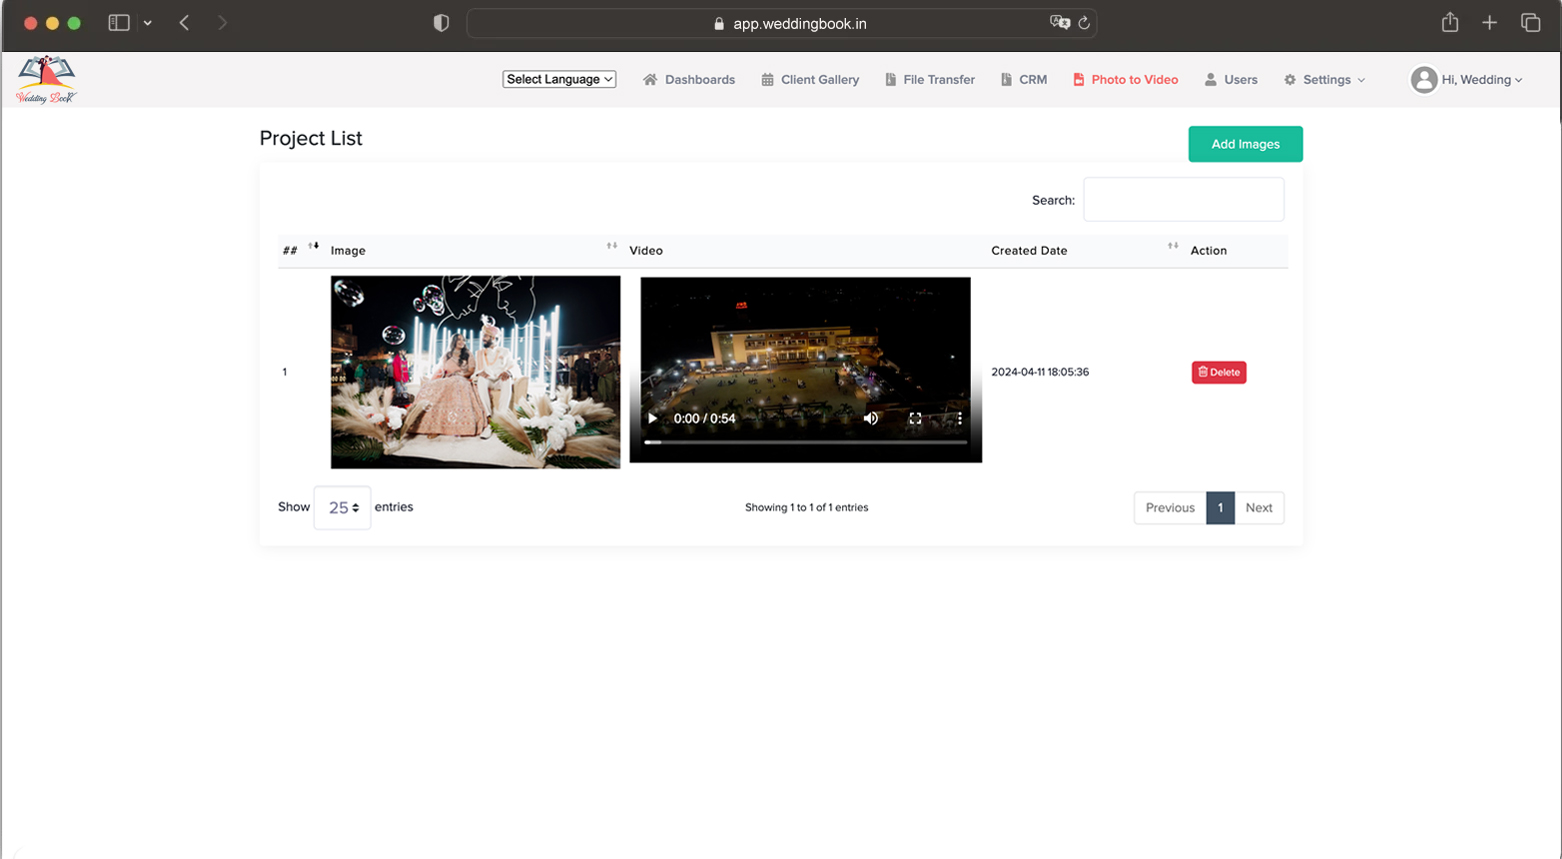 app.weddingbook.in
Wedding Book
Select Language
Dashboards
Client Gallery
File Transfer
CRM
Photo to Video
Users
Settings
Hi, Wedding
Project List
Add Images
Search:
## Image Video Created Date Action
1 2024-04-11 18:05:36 Delete
0:00 / 0:54
Show 25 entries
Showing 1 to 1 of 1 entries
Previous 1 Next